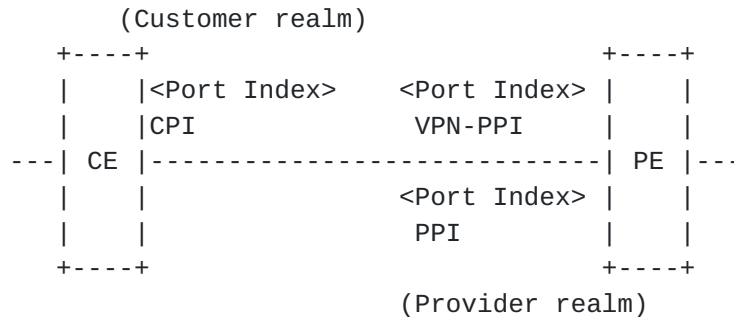 (Customer realm)
+----+ +----+
| |<Port Index> <Port Index> | |
| |CPI VPN-PPI | |
---| CE |-----------------------------| PE |---
| | <Port Index> | |
| | PPI | |
+----+ +----+
(Provider realm)